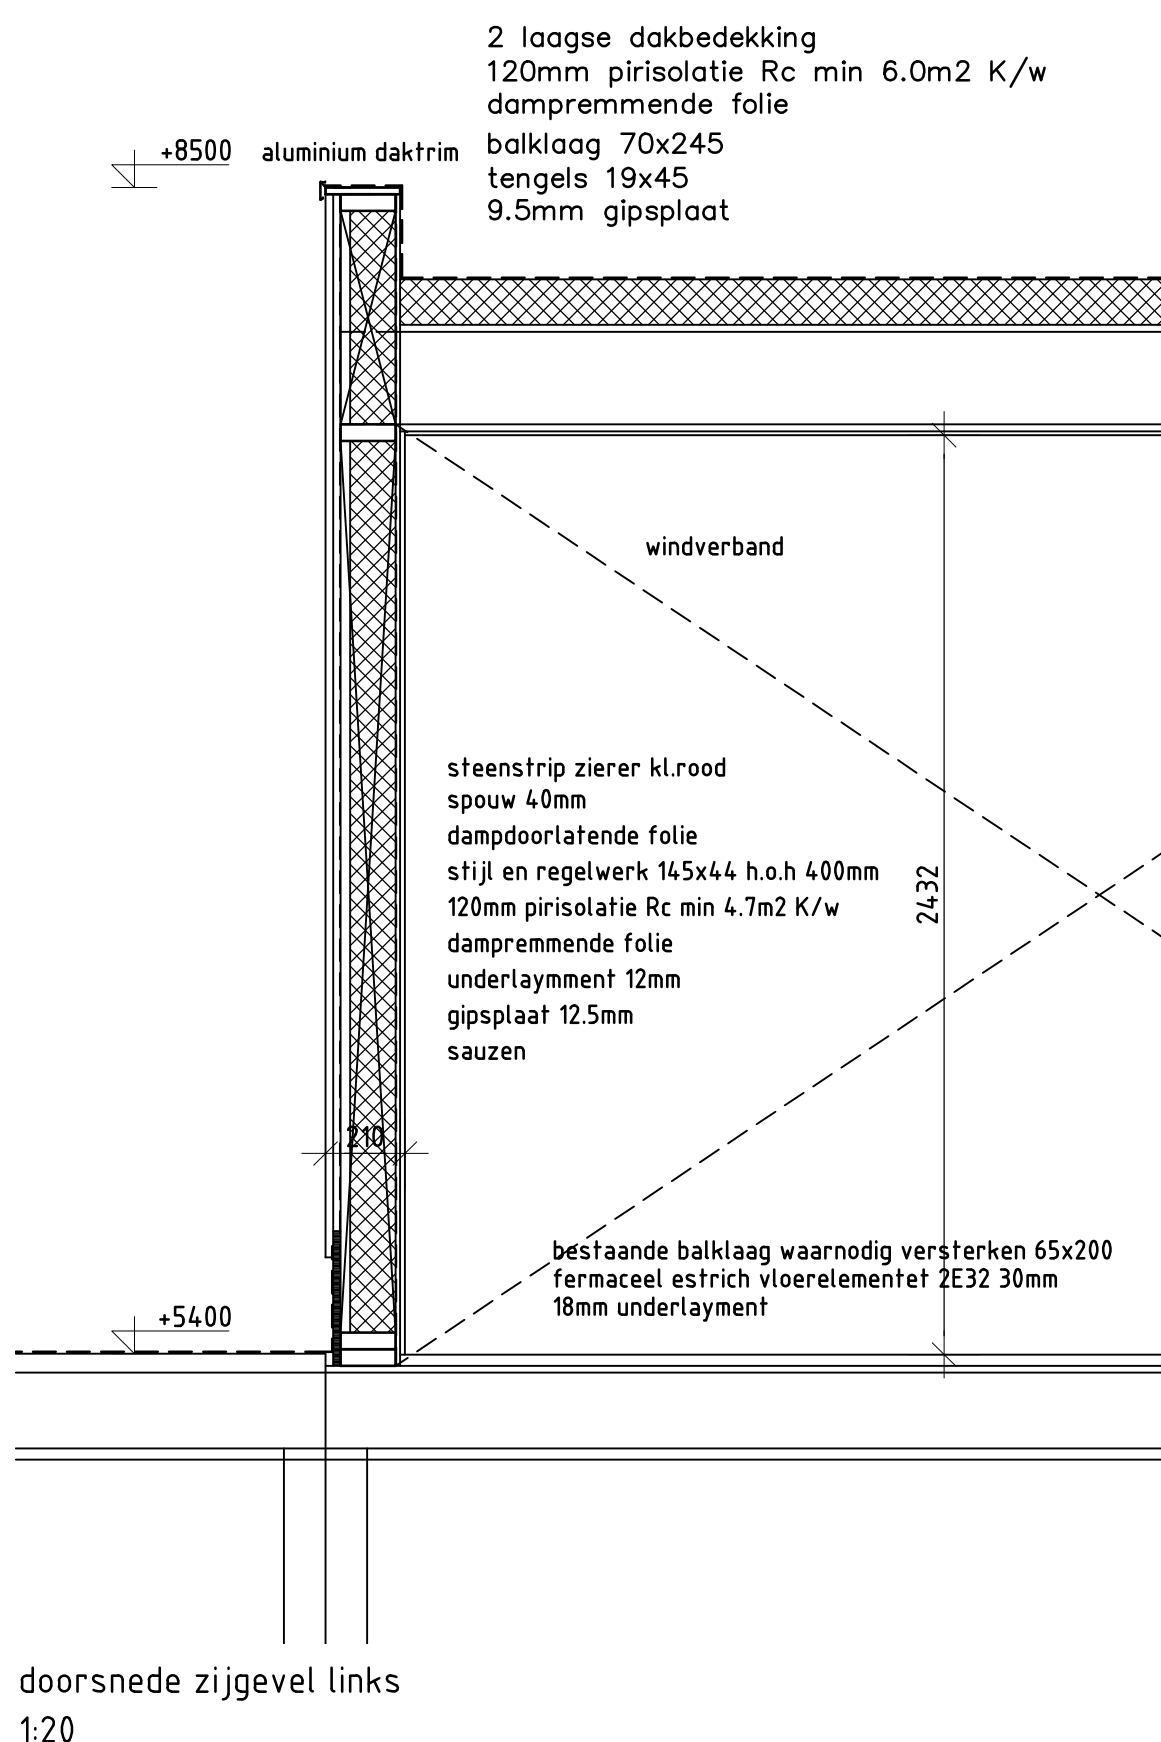 2 laagse dakbedekking
120mm pirisolatie Rc min 6.0m2 K/w
dampremmende folie
balklaag 70x245
tengels 19x45
9.5mm gipsplaat
+8500
aluminium daktrim
windverband
steenstrip zierer kl.rood
spouw 40mm
dampdoorlatende folie
stijl en regelwerk 145x44 h.o.h 400mm
120mm pirisolatie Rc min 4.7m2 K/w
dampremmende folie
underlaymment 12mm
gipsplaat 12.5mm
sauzen
2432
210
bestaande balklaag waarnodig versterken 65x200
fermaceel estrich vloerelementet 2E32 30mm
18mm underlayment
+5400
doorsnede zijgevel links
1:20